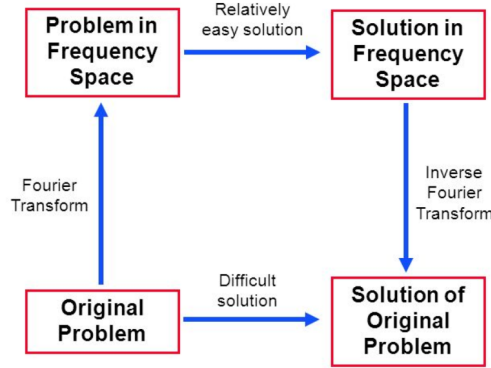 Problem in
Frequency
Space
Relatively
easy solution
Solution in
Frequency
Space
Fourier
Transform
Inverse
Fourier
Transform
Original
Problem
Difficult
solution
Solution of
Original
Problem